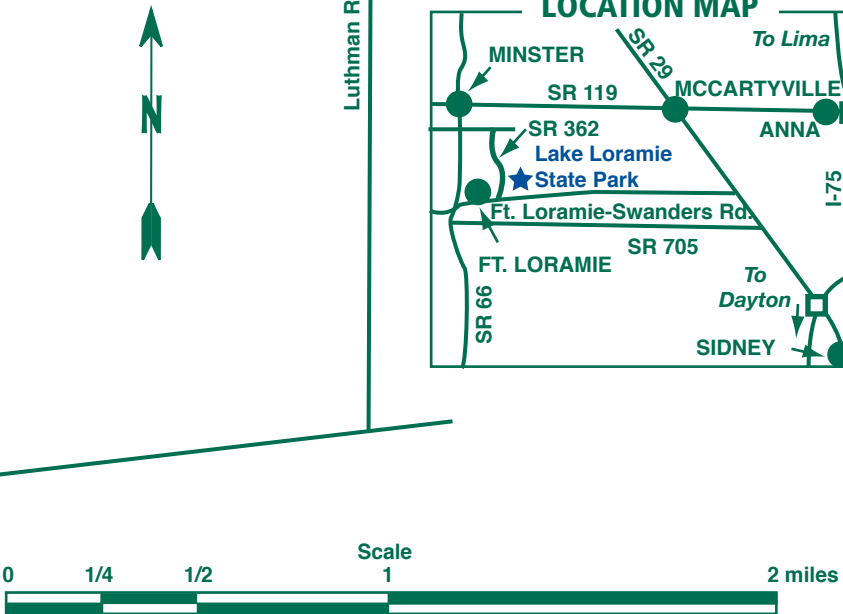 LOCATION MAP
Luthman R
N
To Lima
SR 29
MINSTER
MCCARTYVILLE
SR 119
ANNA
SR 362
Lake Loramie
State Park
I-75
Ft. Loramie-Swanders Rd.
SR 705
FT. LORAMIE
To
Dayton
SR 66
SIDNEY
Scale
0 1/4 1/2 1 2 miles